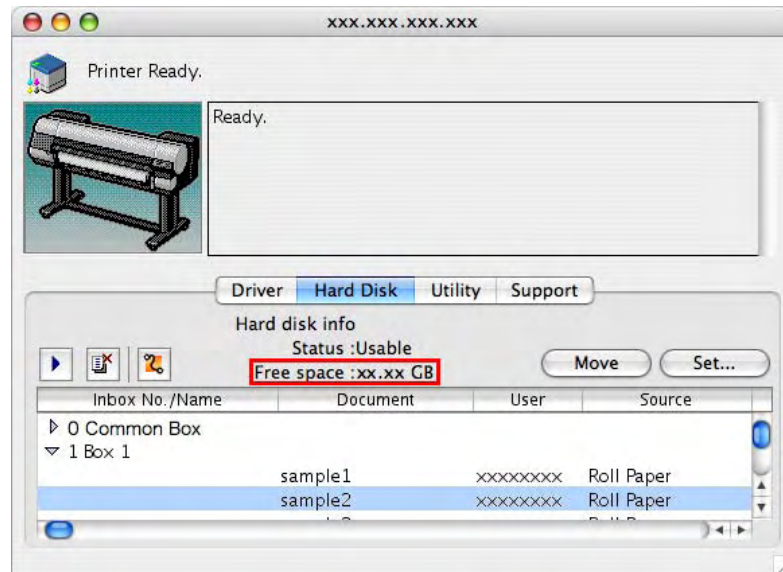 xxx.xxx.xxx.xxx
Printer Ready.
Ready.
Driver Hard Disk Utility Support
Hard disk info
Status :Usable
Free space :xx.xx GB
Move Set...
Inbox No./Name Document User Source
0 Common Box
1 Box 1
sample1 xxxxxxxx Roll Paper
sample2 xxxxxxxx Roll Paper